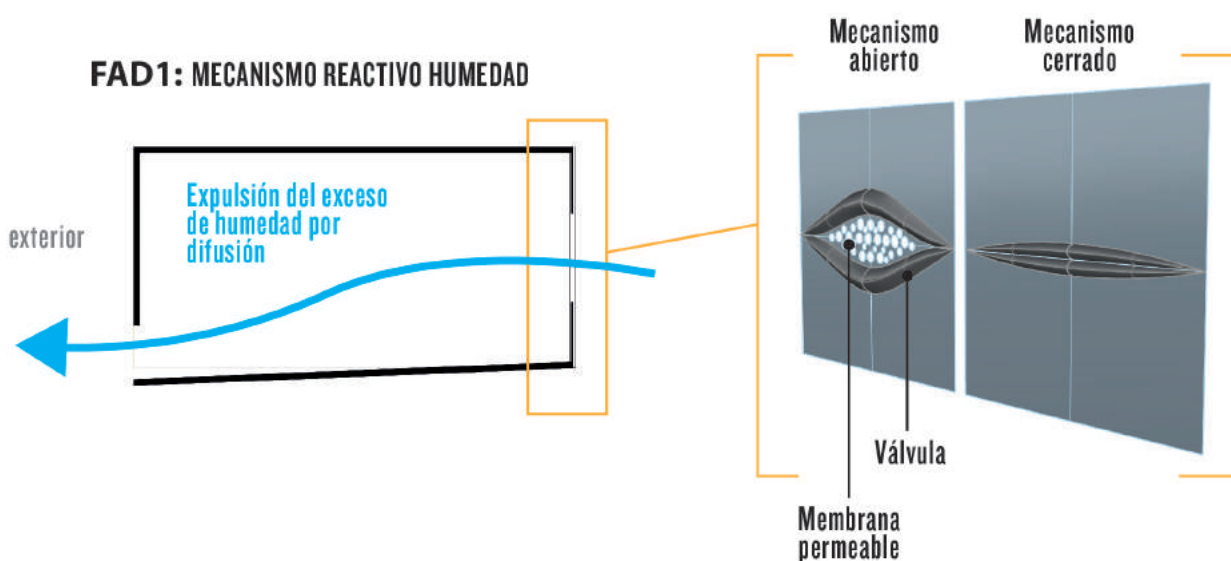 FAD1: MECANISMO REACTIVO HUMEDAD
exterior
Expulsión del exceso
de humedad por
difusión
Mecanismo
abierto
Mecanismo
cerrado
Válvula
Membrana
permeable